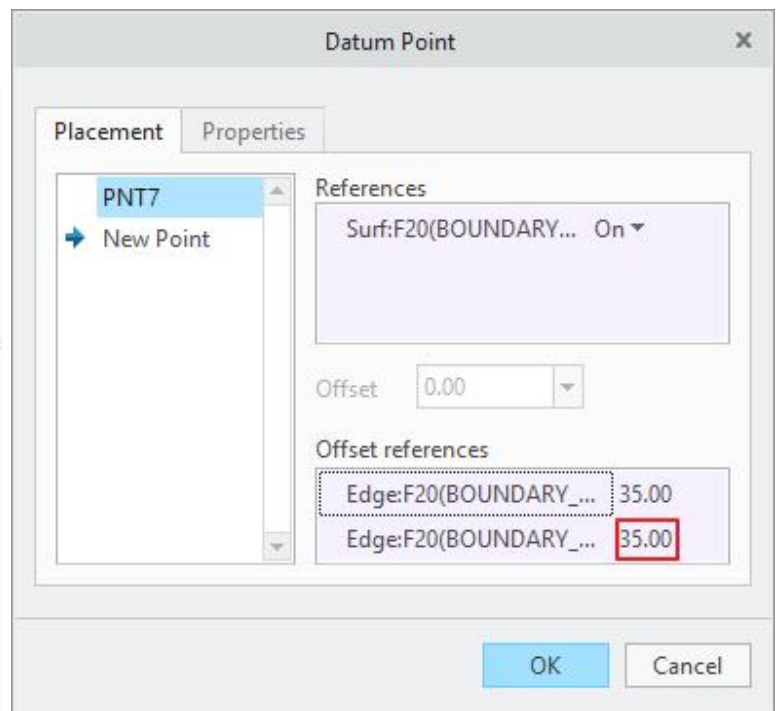 Datum Point
Placement Properties
PNT7
New Point
References
Surf:F20(BOUNDARY... On
Offset 0.00
Offset references
Edge:F20(BOUNDARY_... 35.00
Edge:F20(BOUNDARY_... 35.00
OK Cancel